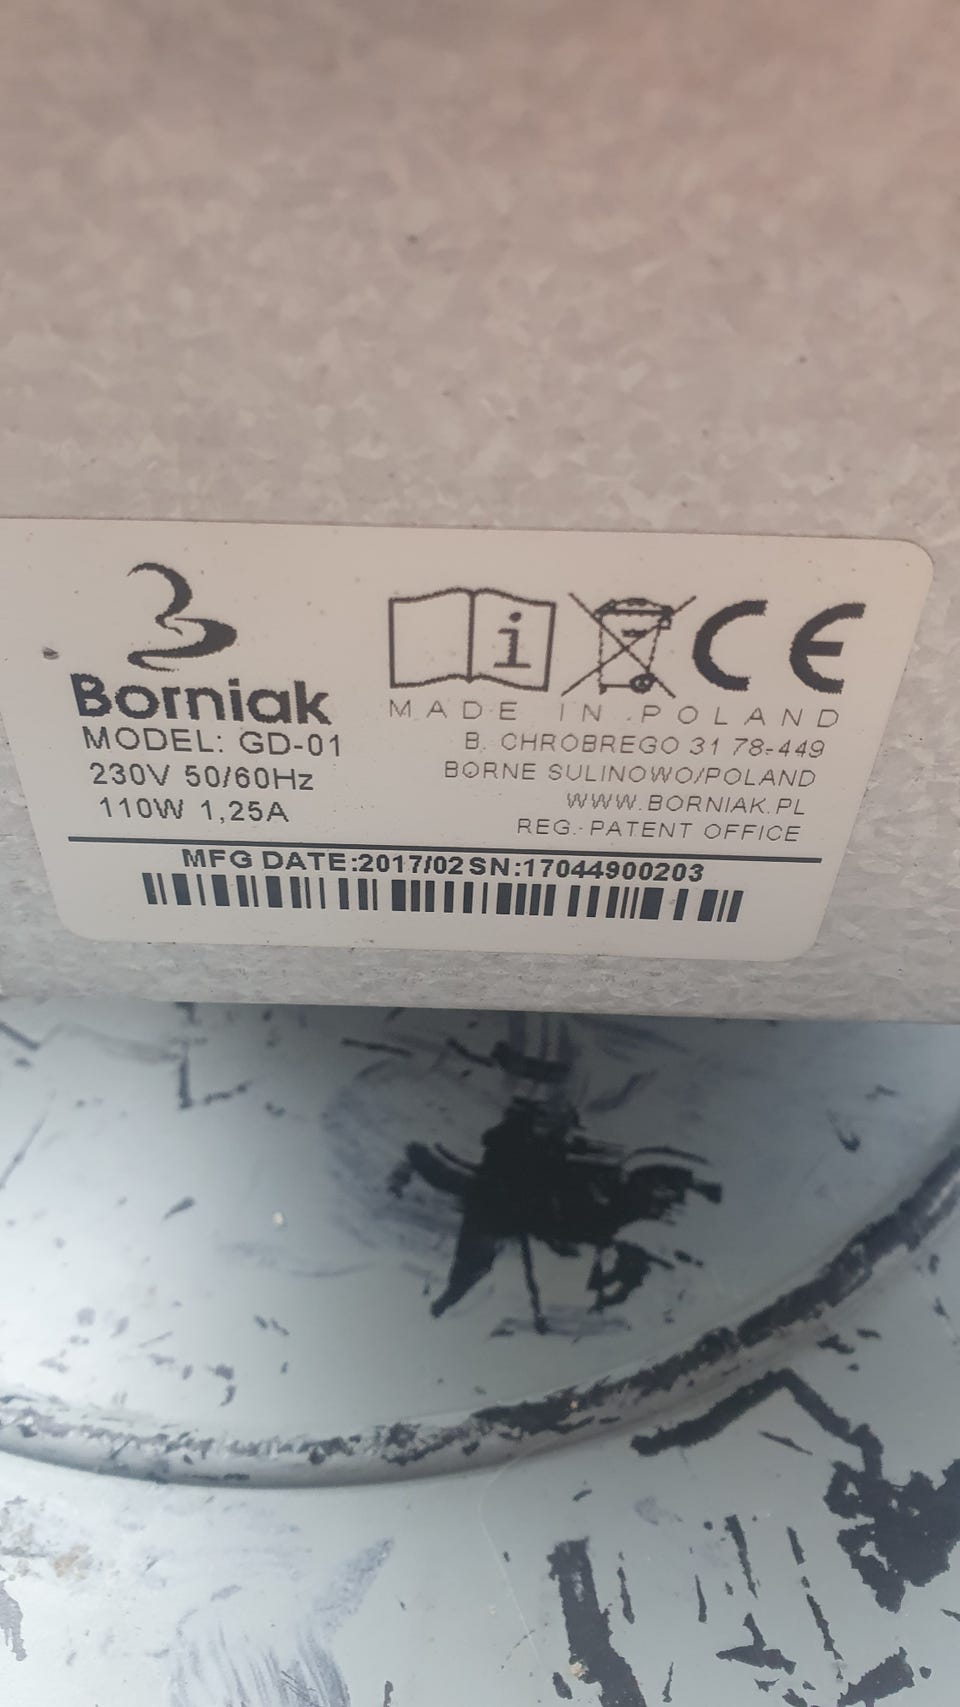 Borniak
MODEL: GD-01
230V 50/60Hz
110W 1,25A
i
CE
MADE IN POLAND
B. CHROBREGO 31 78-449
BORNE SULINOWO/POLAND
WWW.BORNIAK.PL
REG. PATENT OFFICE
MFG DATE:2017/02 SN:17044900203